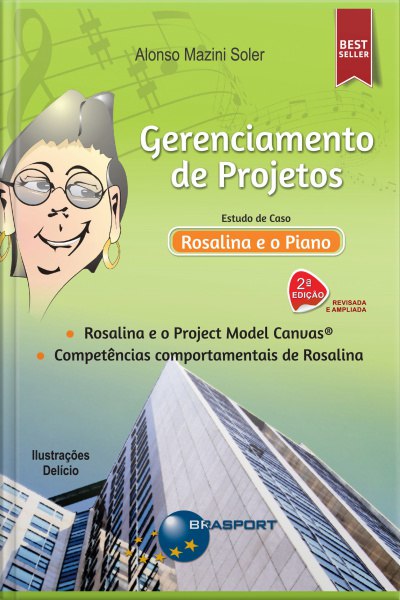 BEST
SELLER
Alonso Mazini Soler
Gerenciamento
de Projetos
Estudo de Caso
Rosalina e o Piano
2ª
EDIÇÃO
REVISADA
E AMPLIADA
Rosalina e o Project Model Canvas®
Competências comportamentais de Rosalina
Ilustrações
Delício
BRASPORT